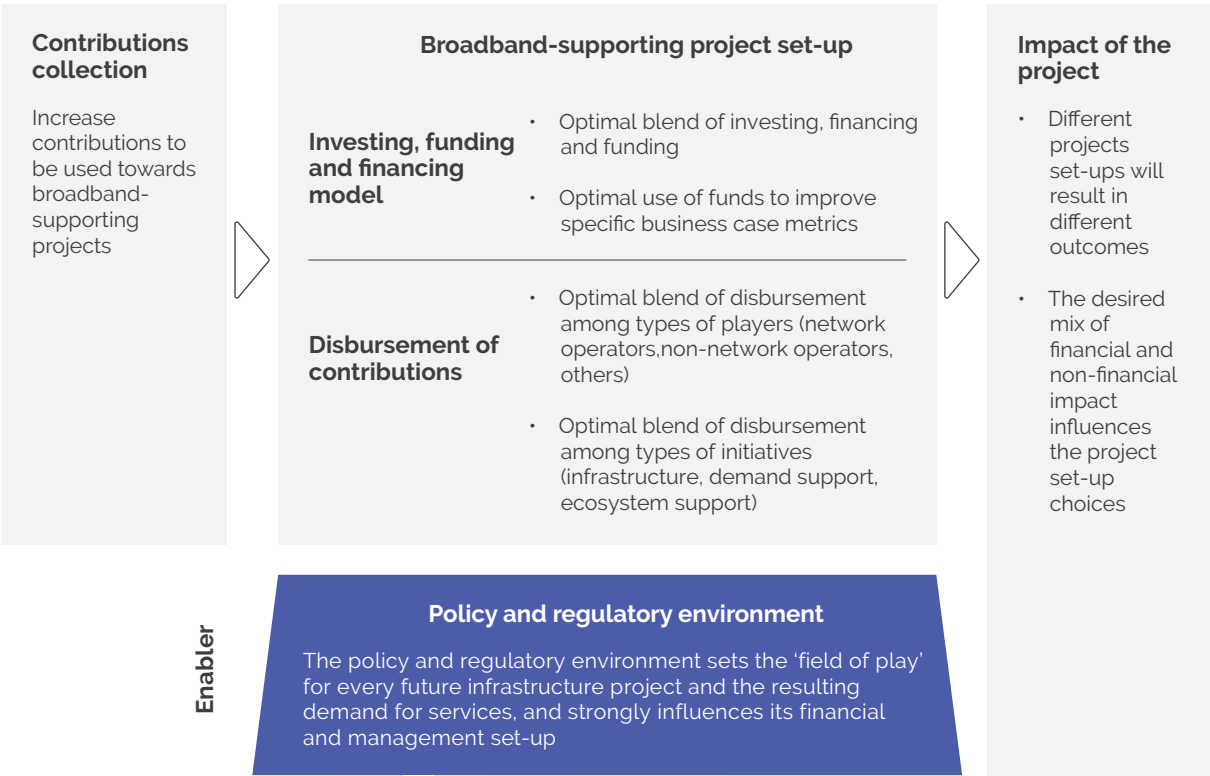 Contributions
collection
Increase
contributions to
be used towards
broadband-
supporting
projects
Broadband-supporting project set-up
Investing, funding
and financing
model
• Optimal blend of investing, financing
and funding
• Optimal use of funds to improve
specific business case metrics
Disbursement of
contributions
• Optimal blend of disbursement
among types of players (network
operators,non-network operators,
others)
• Optimal blend of disbursement
among types of initiatives
(infrastructure, demand support,
ecosystem support)
Impact of the
project
• Different
projects
set-ups will
result in
different
outcomes
• The desired
mix of
financial and
non-financial
impact
influences
the project
set-up
choices
Enabler
Policy and regulatory environment
The policy and regulatory environment sets the ‘field of play’
for every future infrastructure project and the resulting
demand for services, and strongly influences its financial
and management set-up